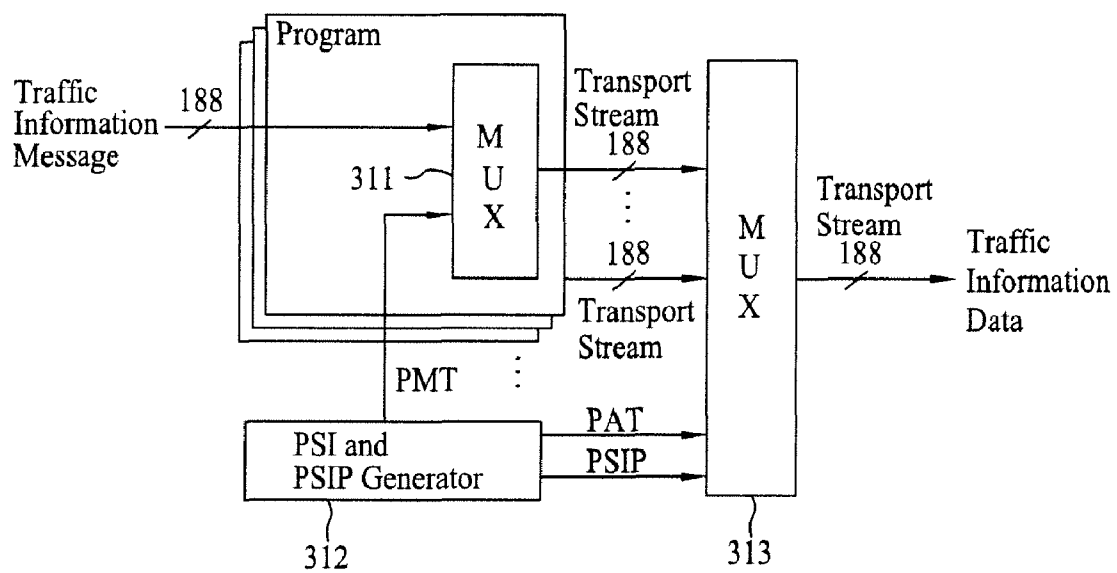 Program
Traffic
Information
Message
188
311
M
U
X
Transport
Stream
188
188
Transport
Stream
M
U
X
Transport
Stream
188
Traffic
Information
Data
PMT
PSI and
PSIP Generator
PAT
PSIP
312
313